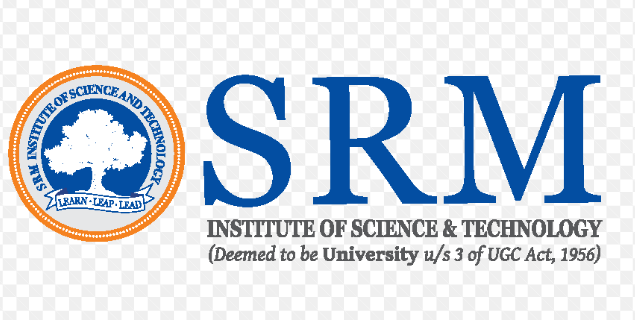 SRM INSTITUTE OF SCIENCE AND TECHNOLOGY
LEARN · LEAP · LEAD
SRM
INSTITUTE OF SCIENCE & TECHNOLOGY
(Deemed to be University u/s 3 of UGC Act, 1956)